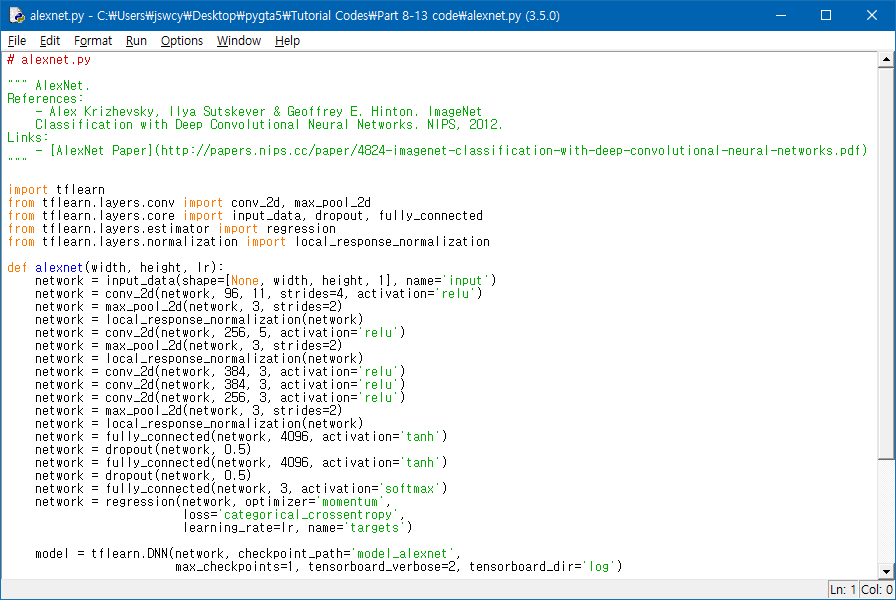 alexnet.py - C:₩Users₩jswcy₩Desktop₩pygta5₩Tutorial Codes₩Part 8-13 code₩alexnet.py (3.5.0)
File Edit Format Run Options Window Help
# alexnet.py

""" AlexNet.
References:
    - Alex Krizhevsky, Ilya Sutskever & Geoffrey E. Hinton. ImageNet
    Classification with Deep Convolutional Neural Networks. NIPS, 2012.
Links:
    - [AlexNet Paper](http://papers.nips.cc/paper/4824-imagenet-classification-with-deep-convolutional-neural-networks.pdf)
"""

import tflearn
from tflearn.layers.conv import conv_2d, max_pool_2d
from tflearn.layers.core import input_data, dropout, fully_connected
from tflearn.layers.estimator import regression
from tflearn.layers.normalization import local_response_normalization

def alexnet(width, height, lr):
    network = input_data(shape=[None, width, height, 1], name='input')
    network = conv_2d(network, 96, 11, strides=4, activation='relu')
    network = max_pool_2d(network, 3, strides=2)
    network = local_response_normalization(network)
    network = conv_2d(network, 256, 5, activation='relu')
    network = max_pool_2d(network, 3, strides=2)
    network = local_response_normalization(network)
    network = conv_2d(network, 384, 3, activation='relu')
    network = conv_2d(network, 384, 3, activation='relu')
    network = conv_2d(network, 256, 3, activation='relu')
    network = max_pool_2d(network, 3, strides=2)
    network = local_response_normalization(network)
    network = fully_connected(network, 4096, activation='tanh')
    network = dropout(network, 0.5)
    network = fully_connected(network, 4096, activation='tanh')
    network = dropout(network, 0.5)
    network = fully_connected(network, 3, activation='softmax')
    network = regression(network, optimizer='momentum',
                         loss='categorical_crossentropy',
                         learning_rate=lr, name='targets')

    model = tflearn.DNN(network, checkpoint_path='model_alexnet',
                        max_checkpoints=1, tensorboard_verbose=2, tensorboard_dir='log')
Ln: 1 Col: 0